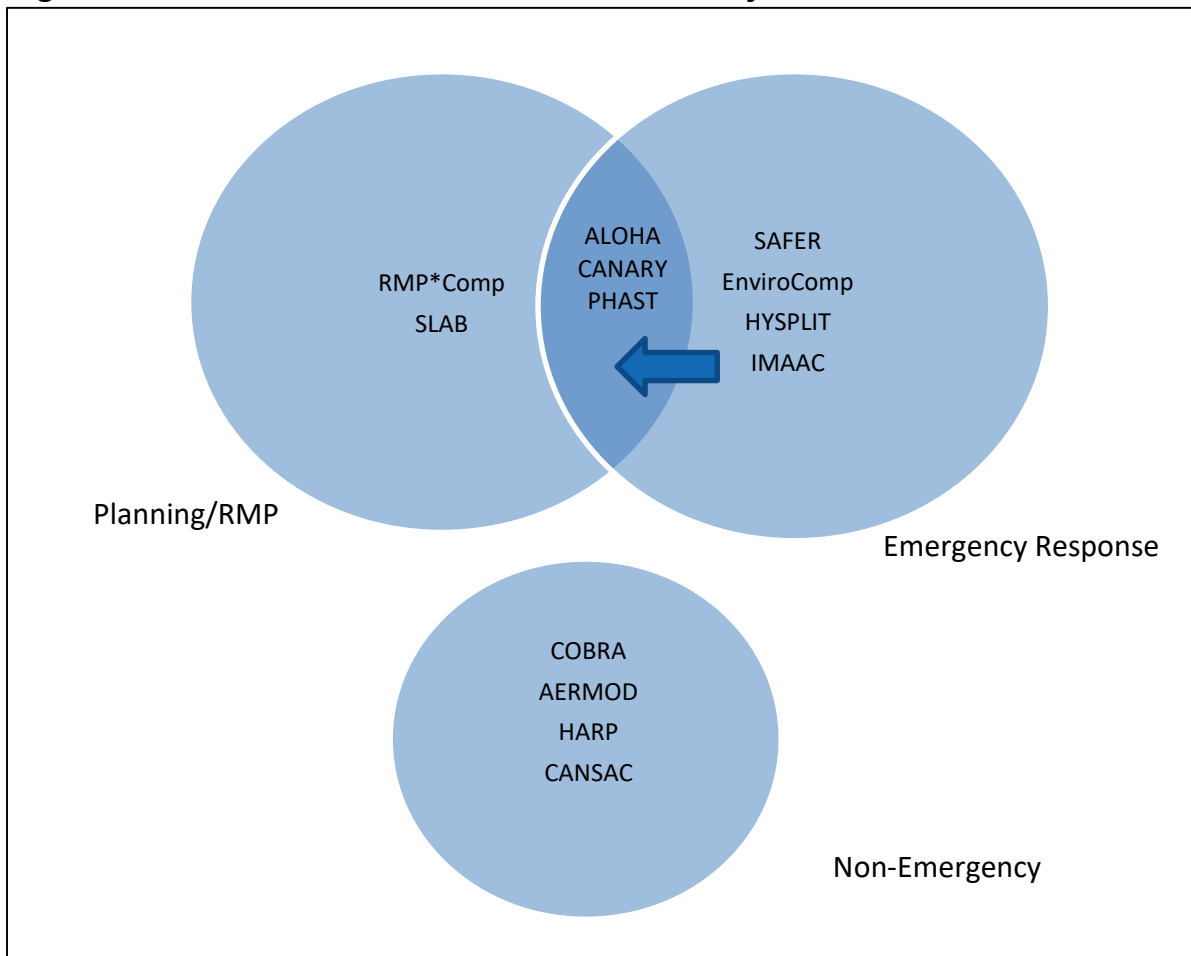 RMP*Comp
SLAB
ALOHA
CANARY
PHAST
SAFER
EnviroComp
HYSPLIT
IMAAC
Planning/RMP
Emergency Response
COBRA
AERMOD
HARP
CANSAC
Non-Emergency